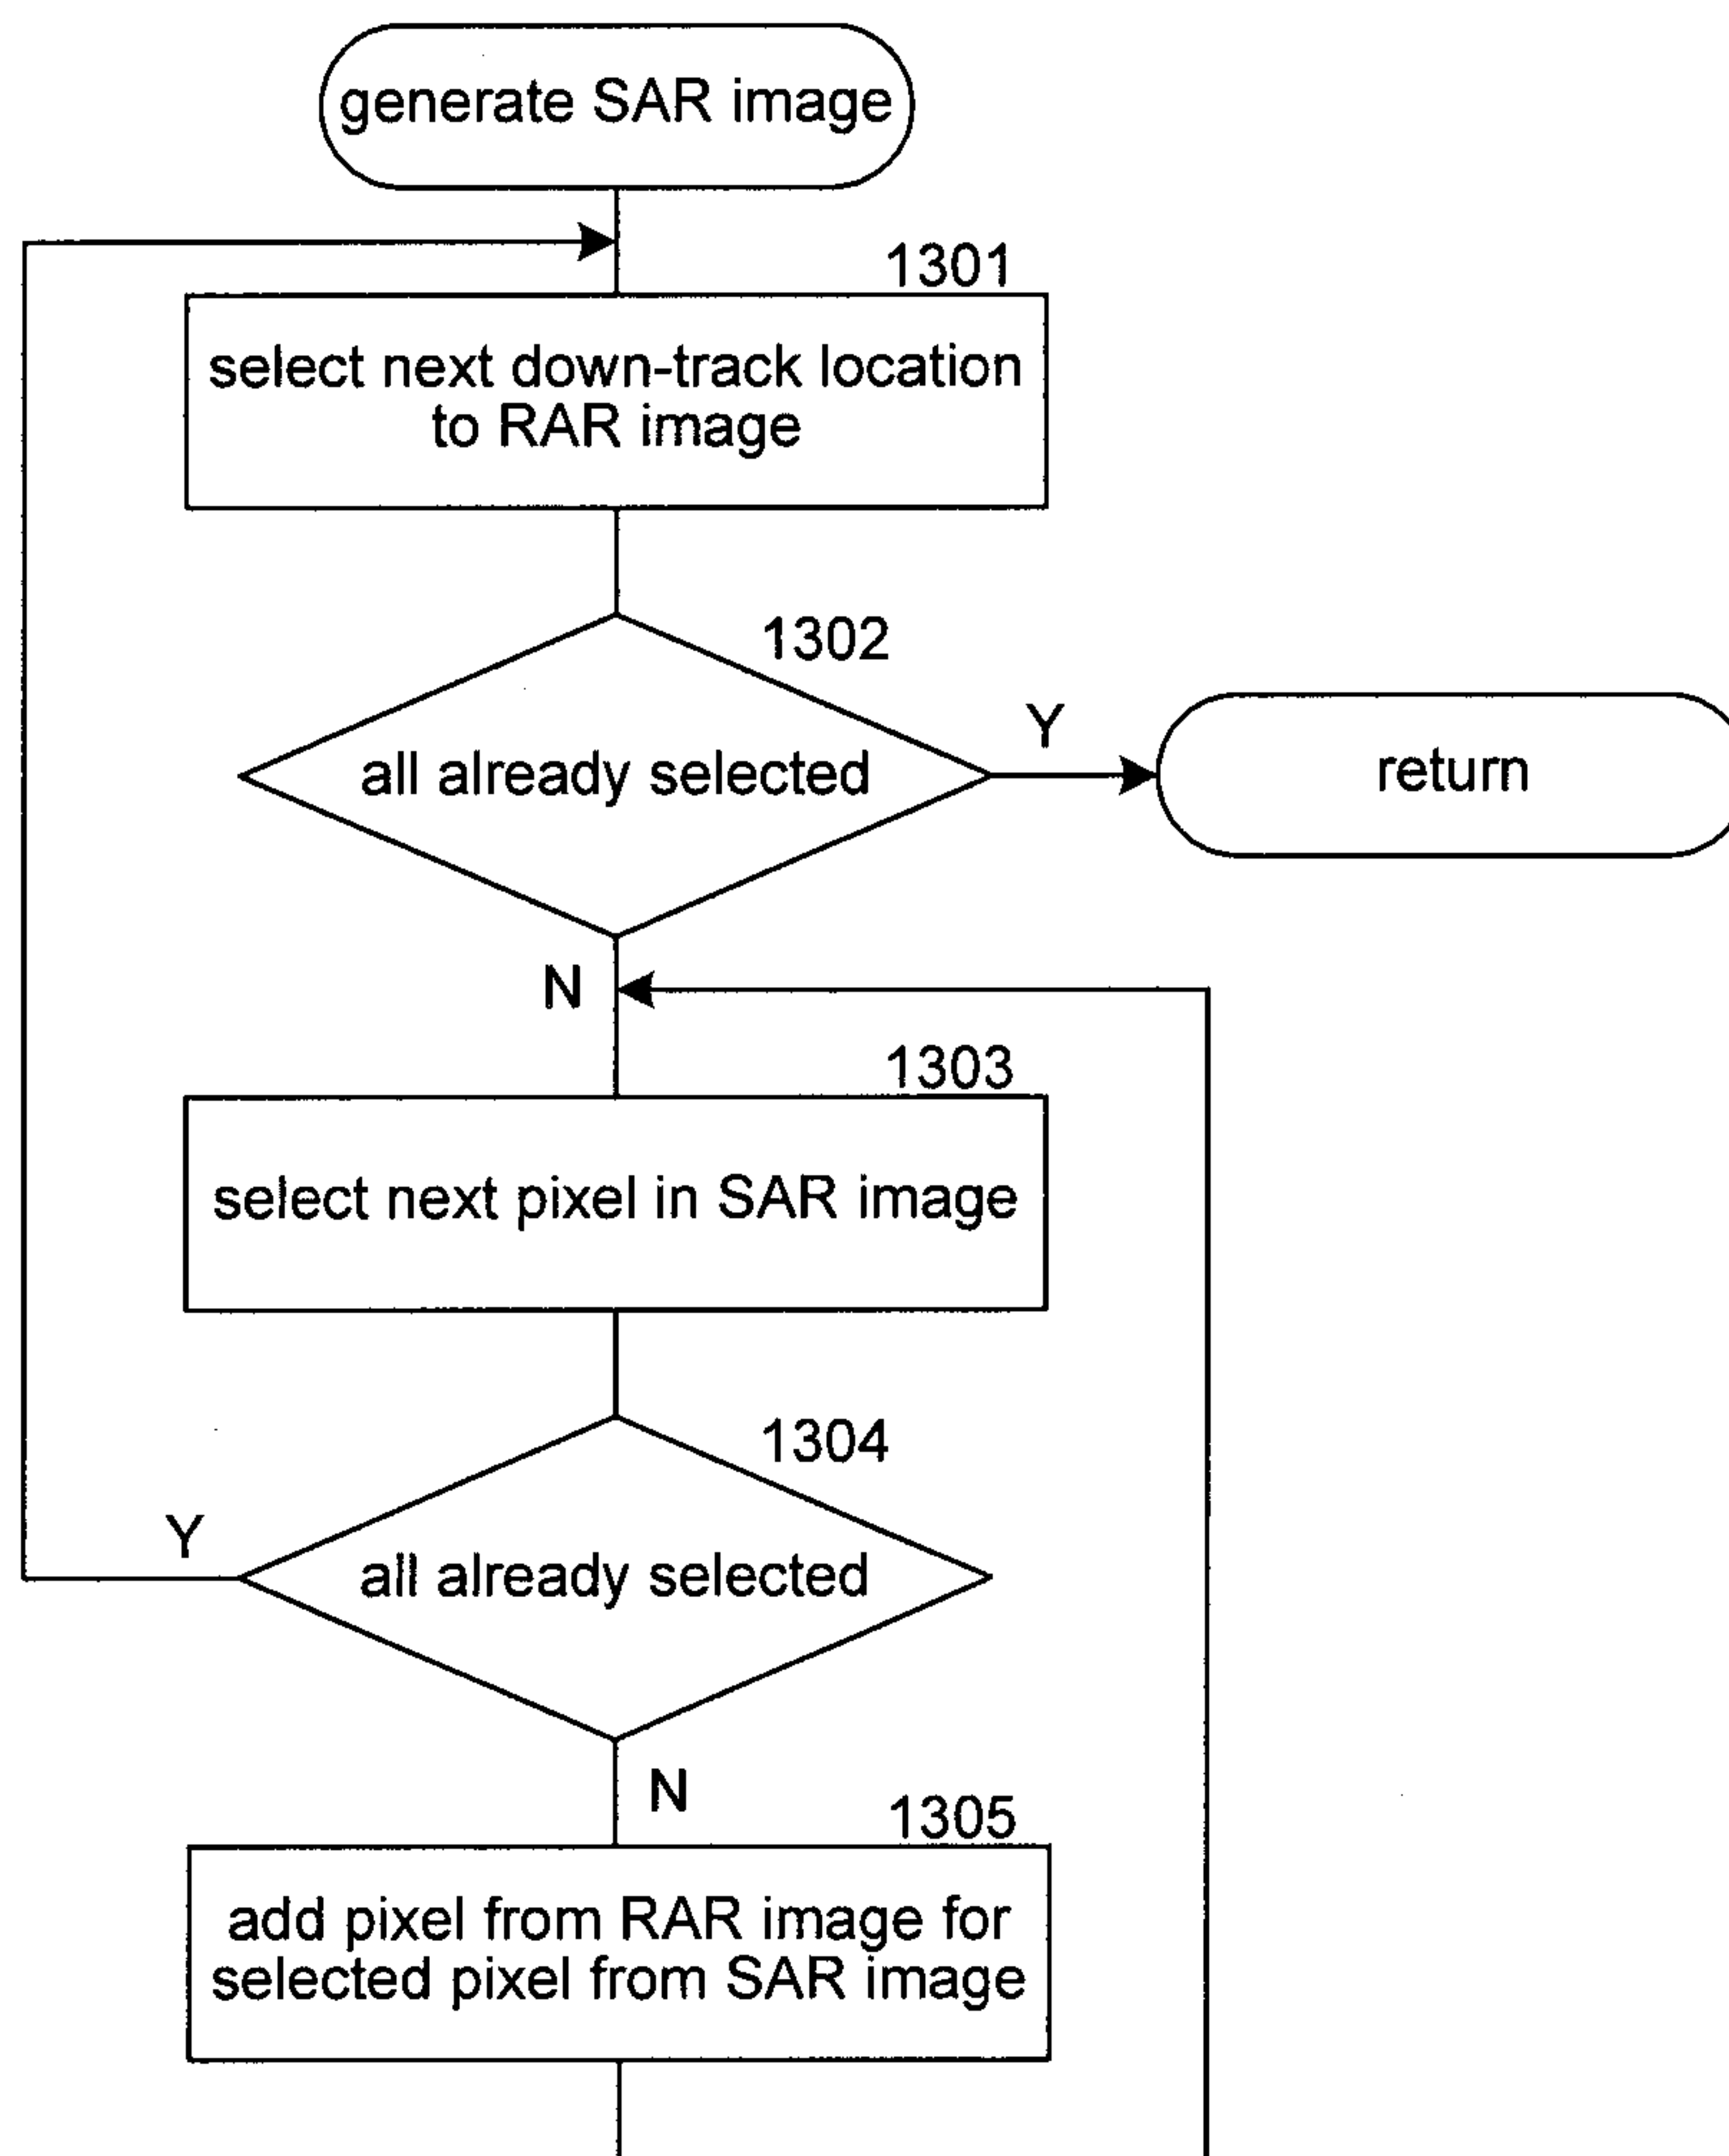 generate SAR image
1301
select next down-track location
to RAR image
1302
all already selected
Y
return
N
1303
select next pixel in SAR image
1304
all already selected
Y
N
1305
add pixel from RAR image for
selected pixel from SAR image